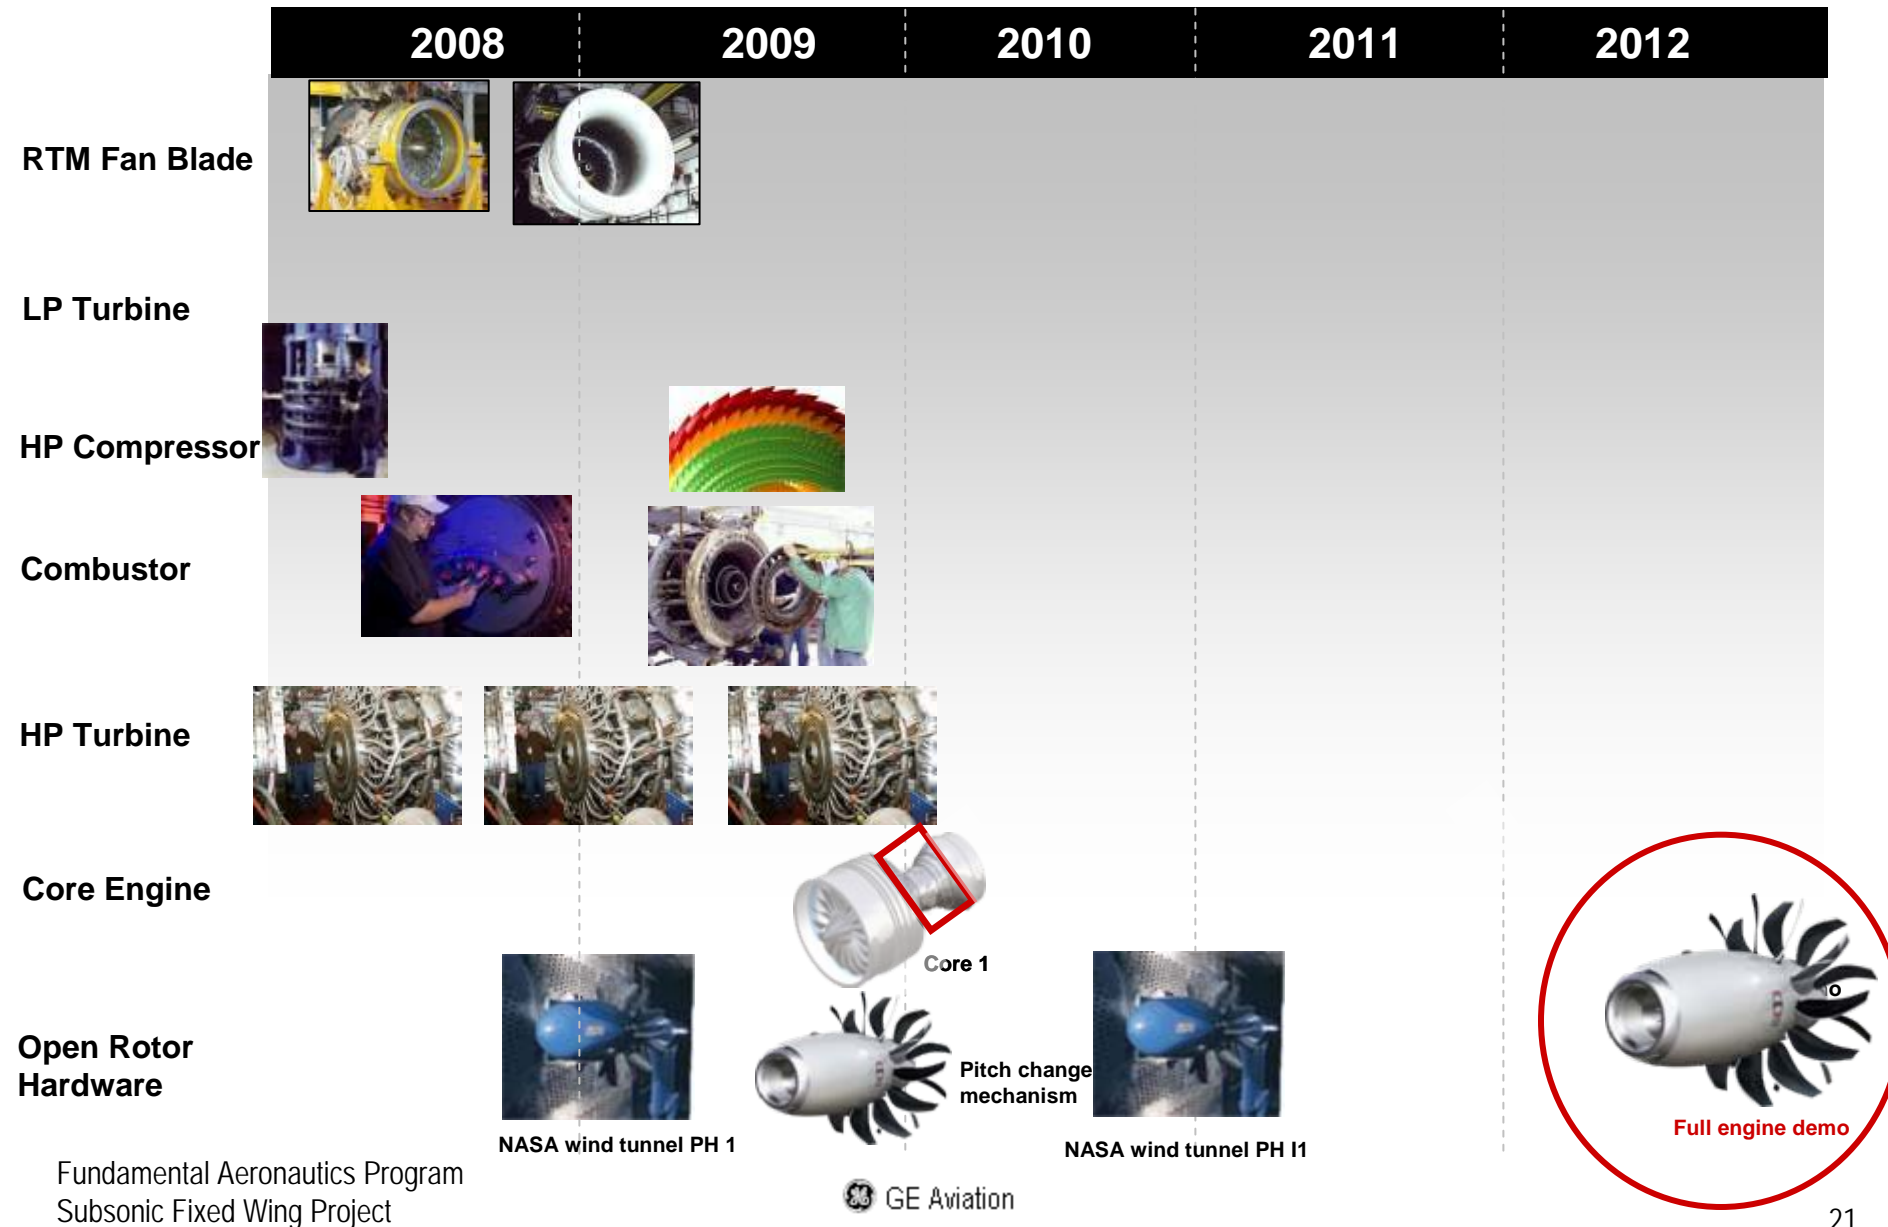 2008 2009 2010 2011 2012
RTM Fan Blade
LP Turbine
HP Compressor
Combustor
HP Turbine
Core Engine
Core 1
Open Rotor
Hardware
Pitch change
mechanism
o
Full engine demo
NASA wind tunnel PH 1
NASA wind tunnel PH I1
Fundamental Aeronautics Program
Subsonic Fixed Wing Project
GE Aviation
21